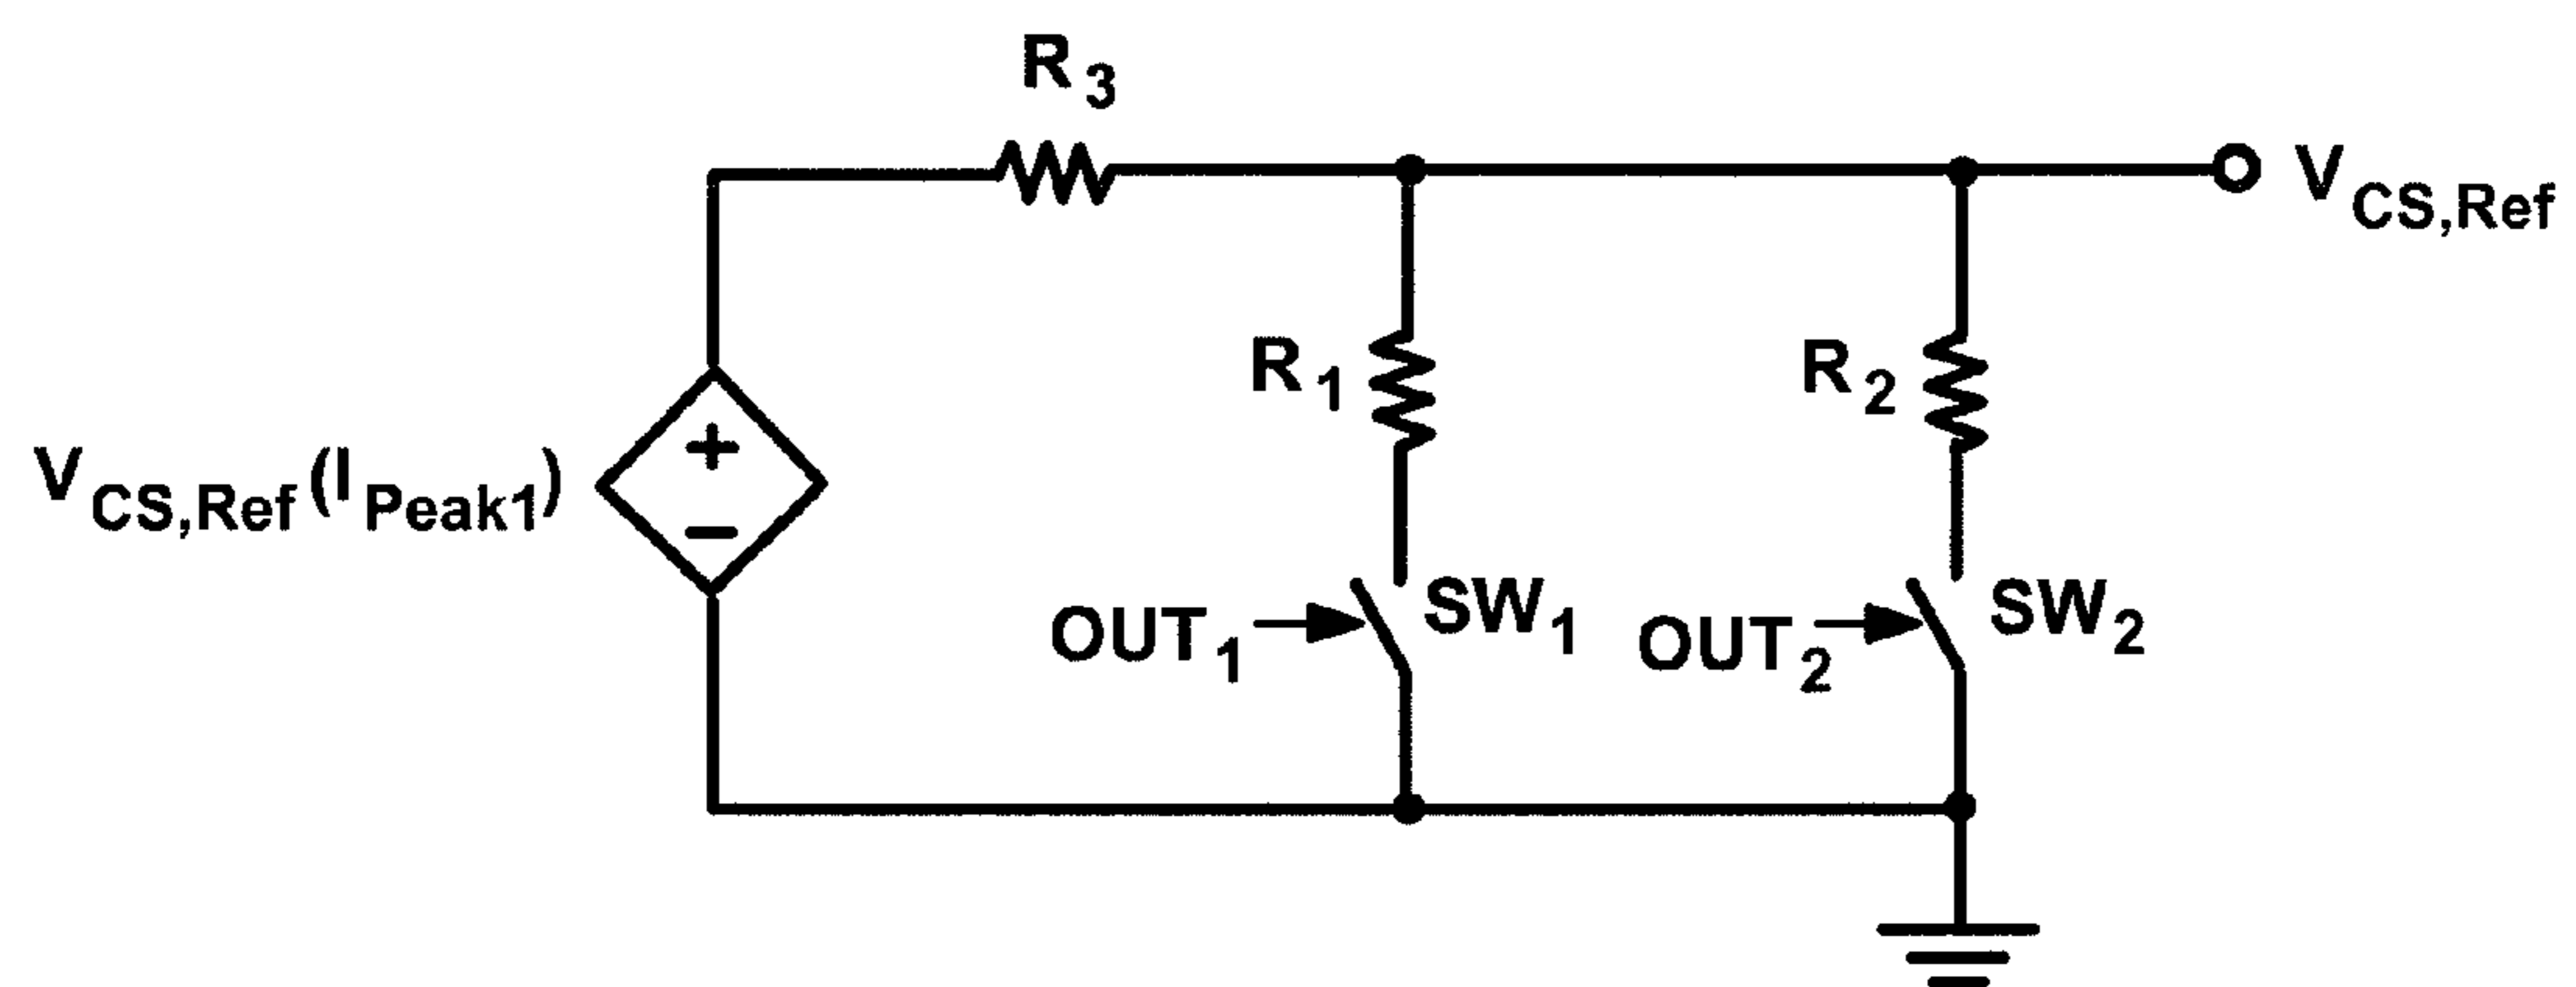 R3
VCS,Ref
R1
R2
VCS,Ref(IPeak1)
OUT1
SW1
OUT2
SW2